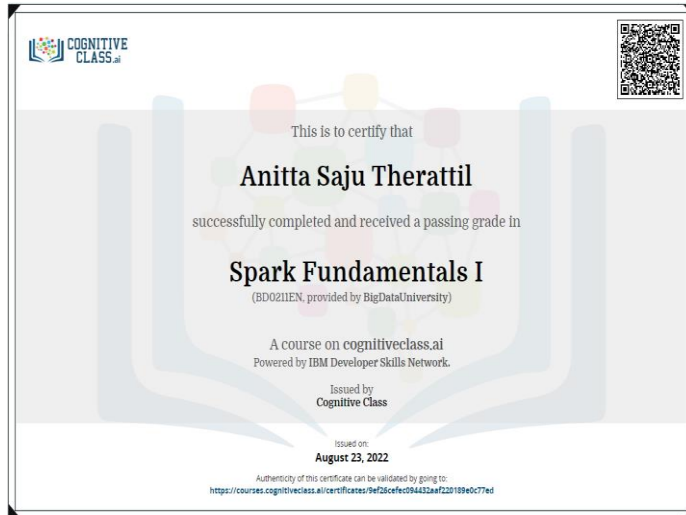 COGNITIVE
CLASS.ai
This is to certify that
Anitta Saju Therattil
successfully completed and received a passing grade in
Spark Fundamentals I
(BD0211EN, provided by BigDataUniversity)
A course on cognitiveclass.ai
Powered by IBM Developer Skills Network.
Issued by
Cognitive Class
Issued on:
August 23, 2022
Authenticity of this certificate can be validated by going to:
https://courses.cognitiveclass.ai/certificates/9ef26cefec094432aaf220189e0c77ed